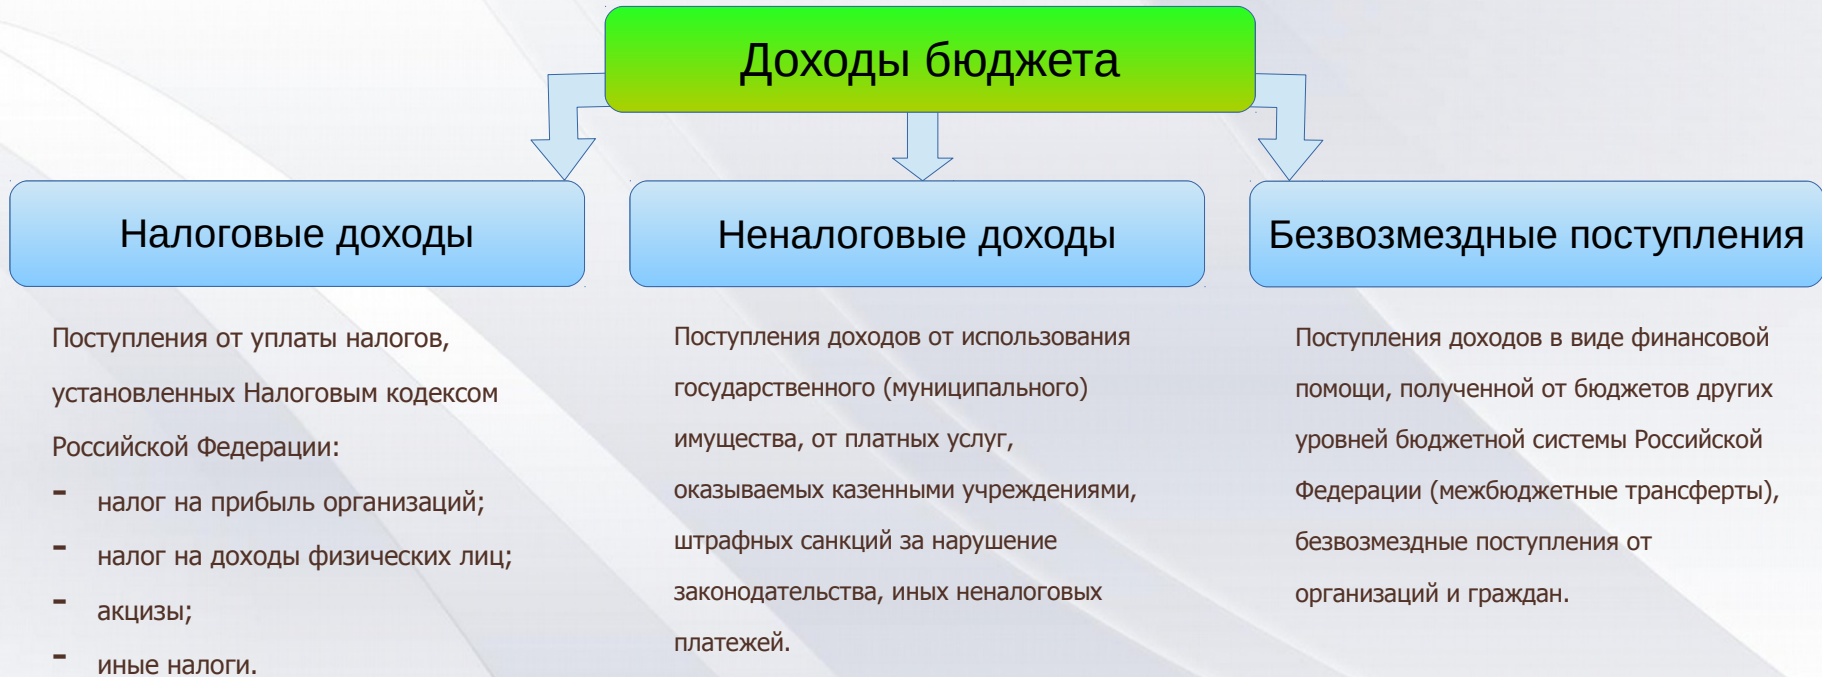 Доходы бюджета
Налоговые доходы
Неналоговые доходы
Безвозмездные поступления
Поступления от уплаты налогов,
установленных Налоговым кодексом
Российской Федерации:
- налог на прибыль организаций;
- налог на доходы физических лиц;
- акцизы;
- иные налоги.
Поступления доходов от использования
государственного (муниципального)
имущества, от платных услуг,
оказываемых казенными учреждениями,
штрафных санкций за нарушение
законодательства, иных неналоговых
платежей.
Поступления доходов в виде финансовой
помощи, полученной от бюджетов других
уровней бюджетной системы Российской
Федерации (межбюджетные трансферты),
безвозмездные поступления от
организаций и граждан.